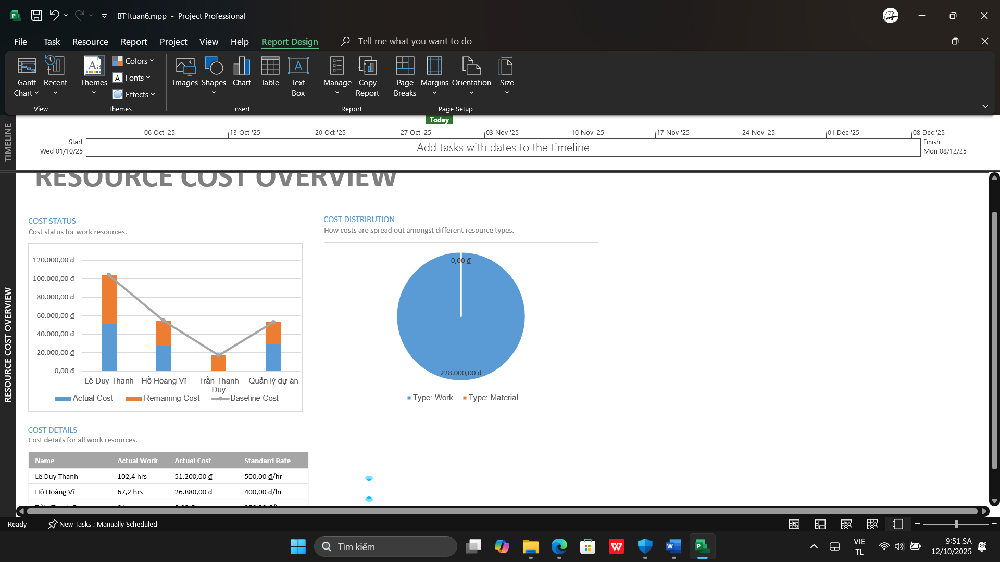 BT1tuan6.mpp - Project Professional
File Task Resource Report Project View Help Report Design Tell me what you want to do
Gantt Chart
Recent
View
Themes
Colors
Fonts
Effects
Themes
Images
Shapes
Chart
Table
Text Box
Insert
Manage
Copy Report
Report
Page Breaks
Margins
Orientation
Size
Page Setup
TIMELINE
Today
06 Oct '25 13 Oct '25 20 Oct '25 27 Oct '25 03 Nov '25 10 Nov '25 17 Nov '25 24 Nov '25 01 Dec '25 08 Dec '25
Start
Wed 01/10/25
Add tasks with dates to the timeline
Finish
Mon 08/12/25
RESOURCE COST OVERVIEW
RESOURCE COST OVERVIEW
COST STATUS
Cost status for work resources.
120.000,00 ₫
100.000,00 ₫
80.000,00 ₫
60.000,00 ₫
40.000,00 ₫
20.000,00 ₫
0,00 ₫
Lê Duy Thanh Hồ Hoàng Vĩ Trần Thanh Duy Quản lý dự án
Actual Cost Remaining Cost Baseline Cost
COST DISTRIBUTION
How costs are spread out amongst different resource types.
0,00 ₫
228.000,00 ₫
Type: Work Type: Material
COST DETAILS
Cost details for all work resources.
Name Actual Work Actual Cost Standard Rate
Lê Duy Thanh 102,4 hrs 51.200,00 ₫ 500,00 ₫/hr
Hồ Hoàng Vĩ 67,2 hrs 26.880,00 ₫ 400,00 ₫/hr
Ready New Tasks : Manually Scheduled
Tìm kiếm
VIE
TL
9:51 SA
12/10/2025